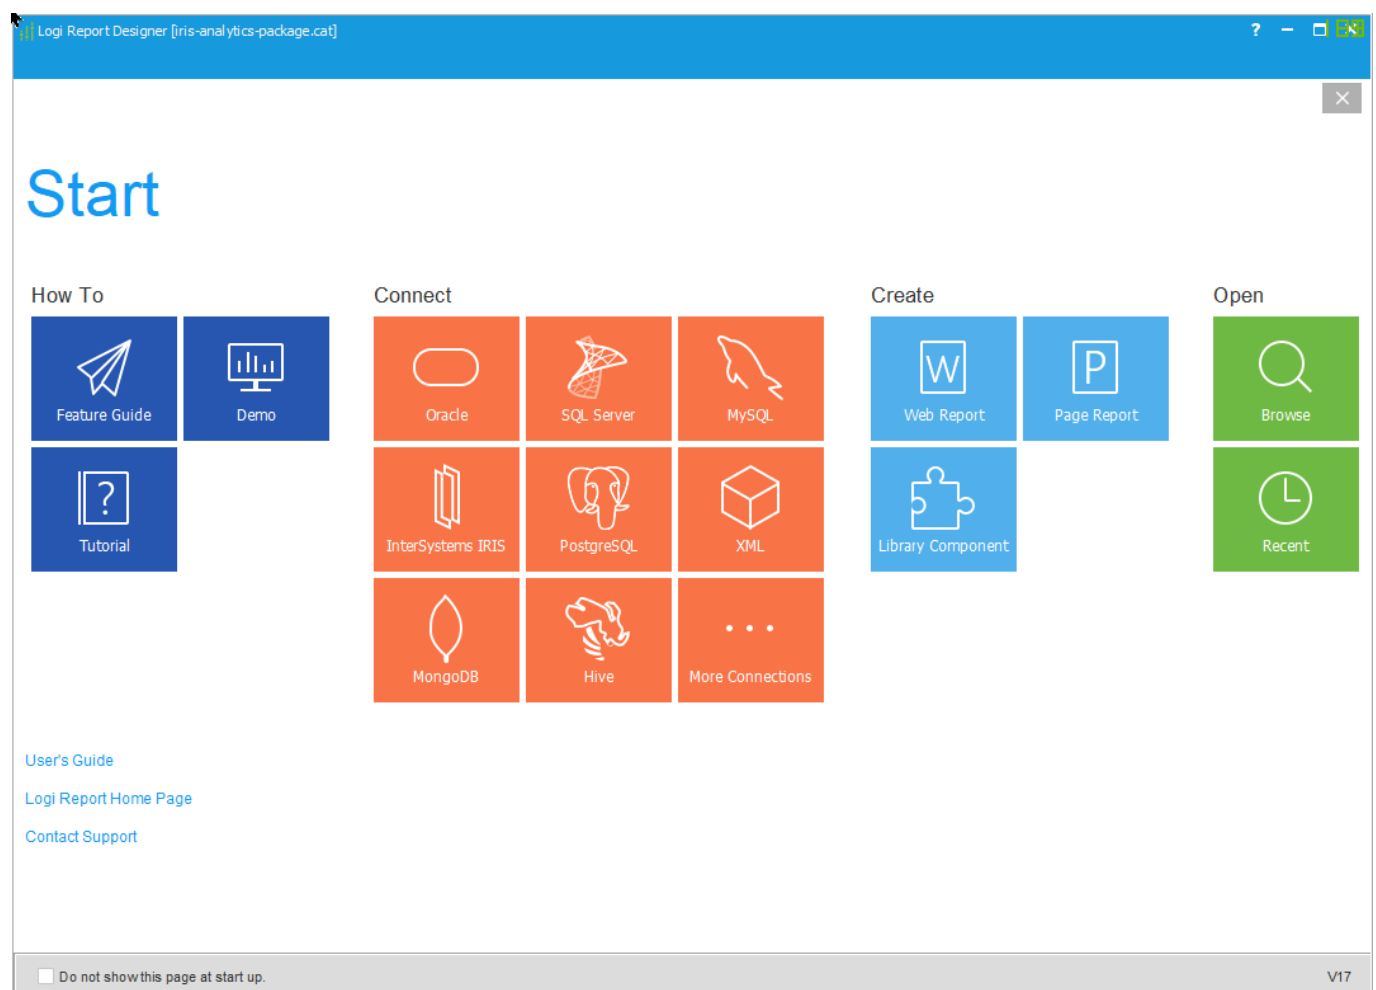 Logi Report Designer [iris-analytics-package.cat]
Start
How To
Connect
Create
Open
Feature Guide
Demo
Oracle
SQL Server
MySQL
W
Web Report
P
Page Report
Browse
?
Tutorial
InterSystems IRIS
PostgreSQL
XML
Library Component
Recent
MongoDB
Hive
More Connections
User's Guide
Logi Report Home Page
Contact Support
Do not show this page at start up.
V17